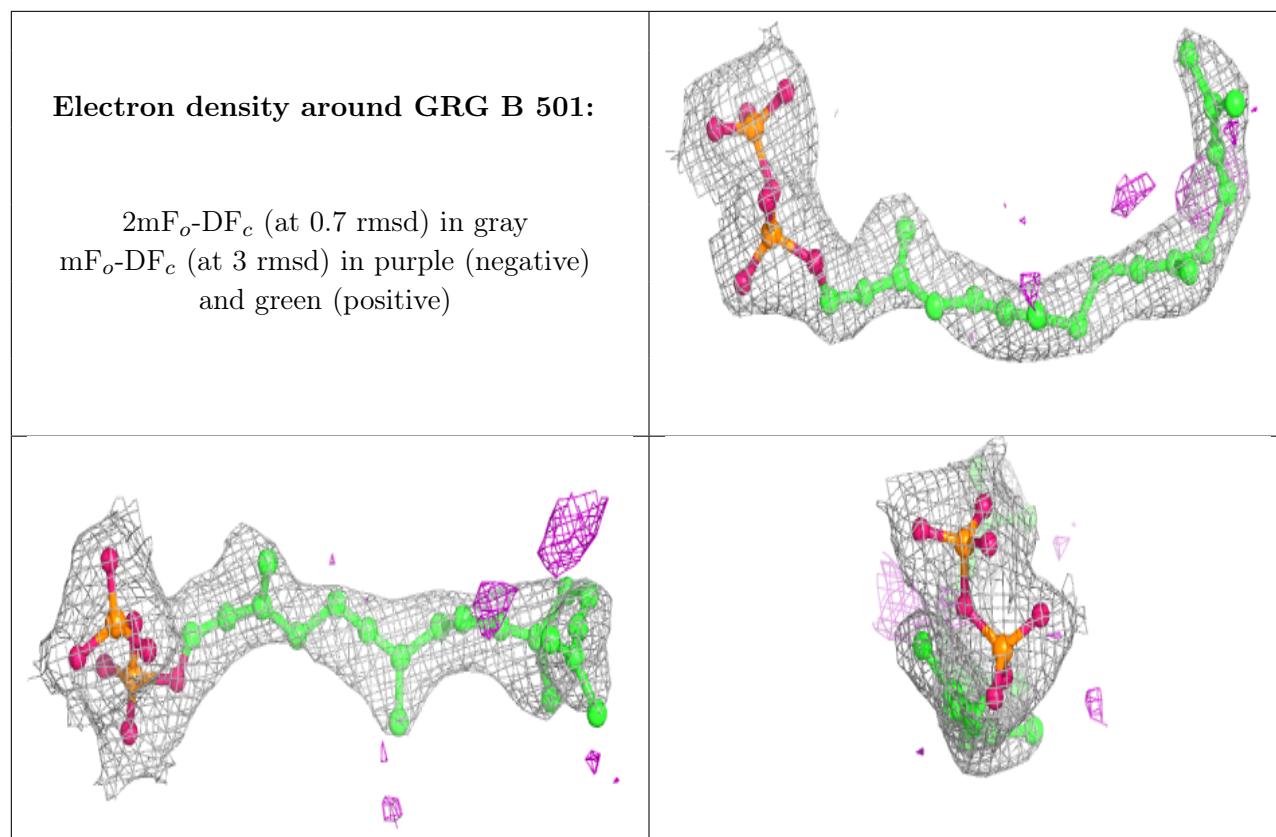 Electron density around GRG B 501:
2mFₒ-DF𝑐 (at 0.7 rmsd) in gray
mFₒ-DF𝑐 (at 3 rmsd) in purple (negative)
and green (positive)